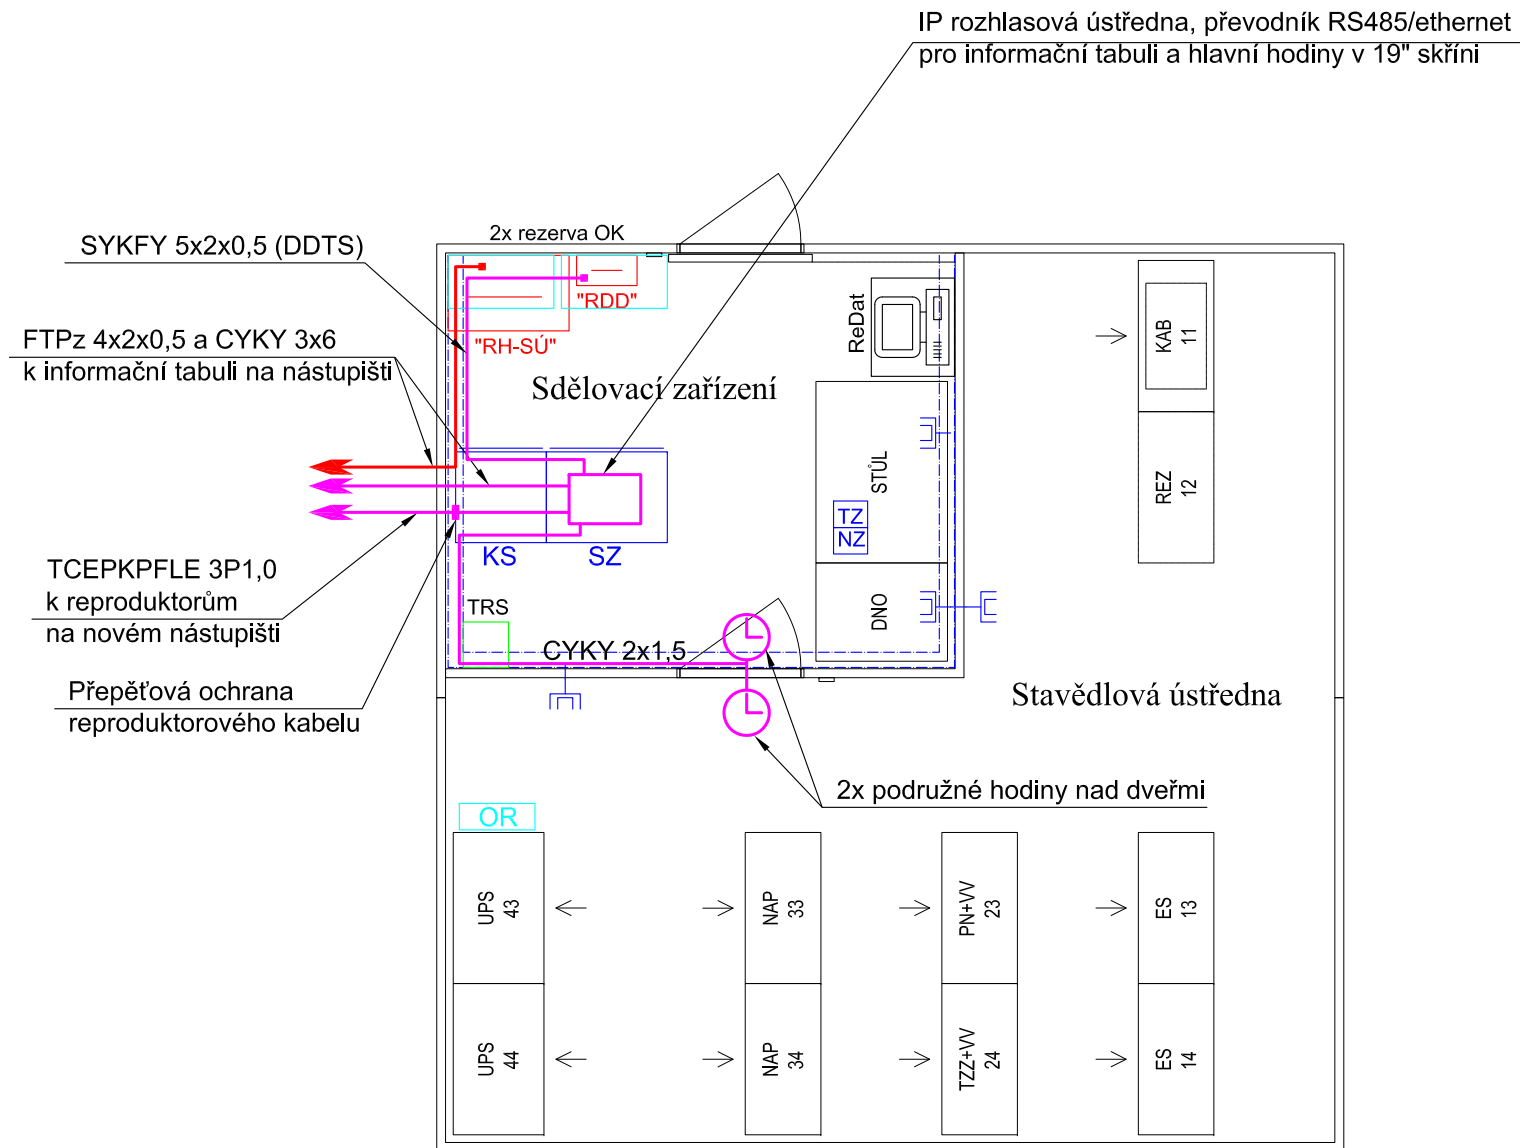 IP rozhlasová ústředna, převodník RS485/ethernet
pro informační tabuli a hlavní hodiny v 19" skříni
SYKFY 5x2x0,5 (DDTS)
2x rezerva OK
"RDD"
"RH-SÚ"
FTPz 4x2x0,5 a CYKY 3x6
k informační tabuli na nástupišti
ReDat
KAB
11
Sdělovací zařízení
STŮL
REZ
12
TZ
NZ
KS
SZ
TCEPKPFLE 3P1,0
k reproduktorům
na novém nástupišti
TRS
DNO
CYKY 2x1,5
Přepěťová ochrana
reproduktorového kabelu
Stavědlová ústředna
2x podružné hodiny nad dveřmi
OR
UPS
43
NAP
33
PN+VV
23
ES
13
UPS
44
NAP
34
TZZ+VV
24
ES
14